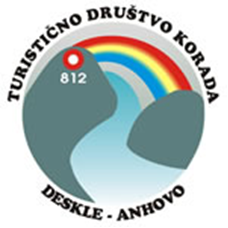 TURISTIČNO DRUŠTVO KORADA
812
DESKLE - ANHOVO